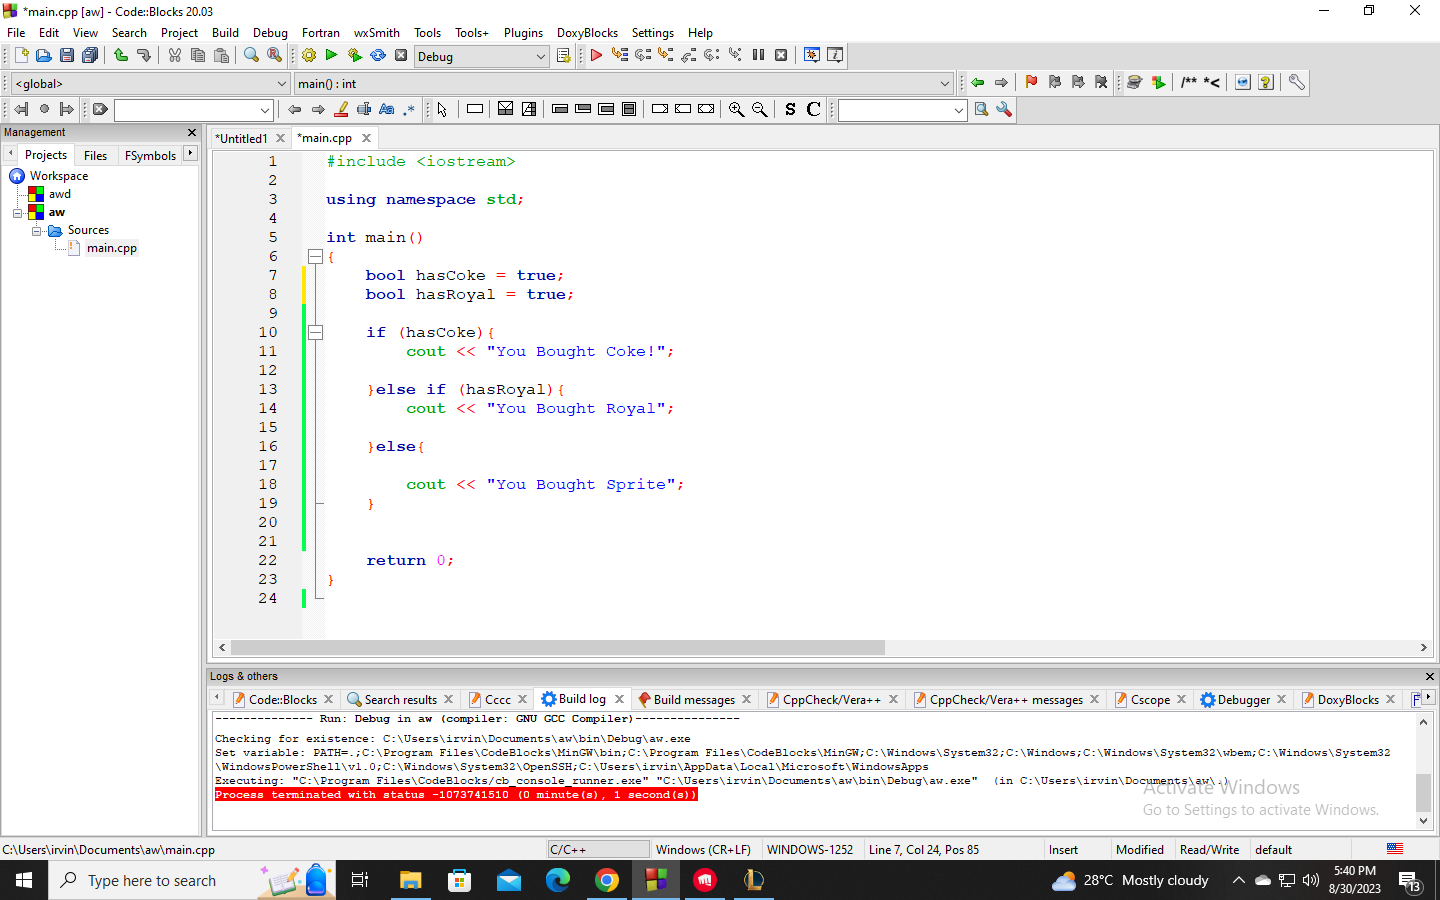 *main.cpp [aw] - Code::Blocks 20.03
File Edit View Search Project Build Debug Fortran wxSmith Tools Tools+ Plugins DoxyBlocks Settings Help
Debug
<global> main() : int
/** *<
Aa .*
S C
Management
*Untitled1 *main.cpp
Projects Files FSymbols
Workspace
awd
aw
Sources
main.cpp
1 #include <iostream>
2
3 using namespace std;
4
5 int main()
6 {
7 bool hasCoke = true;
8 bool hasRoyal = true;
9
10 if (hasCoke){
11 cout << "You Bought Coke!";
12
13 }else if (hasRoyal){
14 cout << "You Bought Royal";
15
16 }else{
17
18 cout << "You Bought Sprite";
19 }
20
21
22 return 0;
23 }
24
Logs & others
Code::Blocks Search results Cccc Build log Build messages CppCheck/Vera++ CppCheck/Vera++ messages Cscope Debugger DoxyBlocks F
-------------- Run: Debug in aw (compiler: GNU GCC Compiler)---------------
Checking for existence: C:\Users\irvin\Documents\aw\bin\Debug\aw.exe
Set variable: PATH=.;C:\Program Files\CodeBlocks\MinGW\bin;C:\Program Files\CodeBlocks\MinGW;C:\Windows\System32;C:\Windows;C:\Windows\System32\wbem;C:\Windows\System32
\WindowsPowerShell\v1.0;C:\Windows\System32\OpenSSH;C:\Users\irvin\AppData\Local\Microsoft\WindowsApps
Executing: "C:\Program Files\CodeBlocks/cb_console_runner.exe" "C:\Users\irvin\Documents\aw\bin\Debug\aw.exe" (in C:\Users\irvin\Documents\aw\.)
Process terminated with status -1073741510 (0 minute(s), 1 second(s))
Activate Windows
Go to Settings to activate Windows.
C:\Users\irvin\Documents\aw\main.cpp C/C++ Windows (CR+LF) WINDOWS-1252 Line 7, Col 24, Pos 85 Insert Modified Read/Write default
Type here to search
28°C Mostly cloudy
5:40 PM
8/30/2023
13